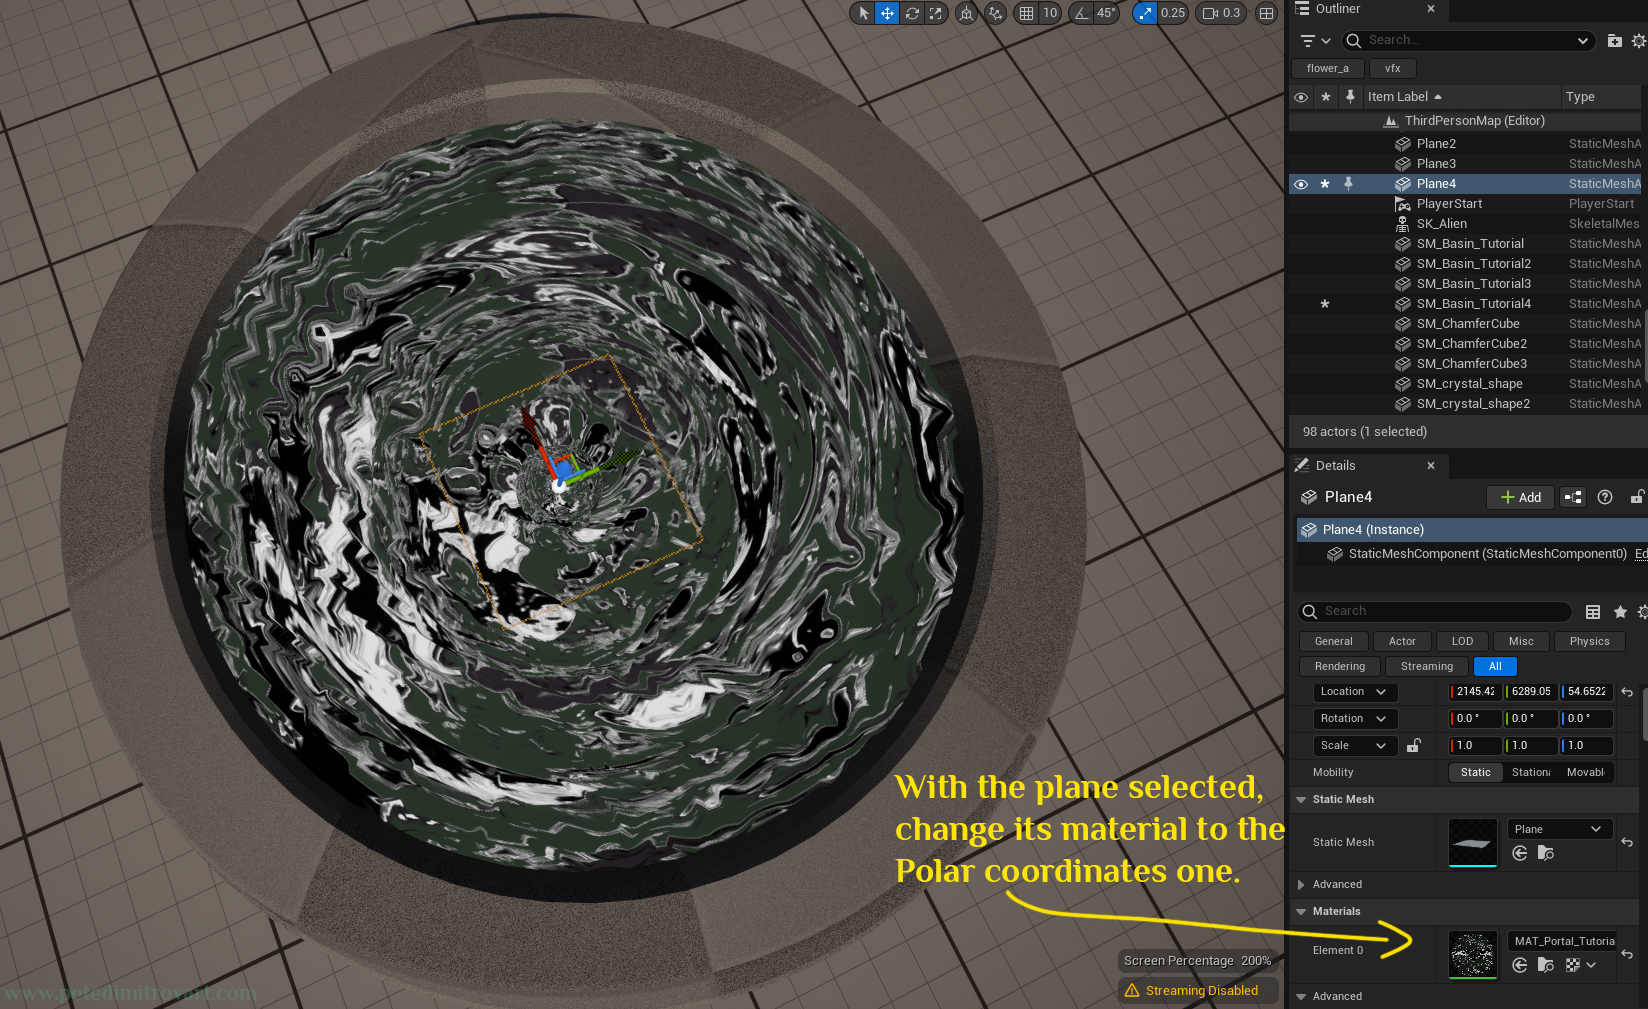 10
45°
0.25
0.3
Outliner
Search...
flower_a
vfx
Item Label
Type
ThirdPersonMap (Editor)
Plane2 StaticMeshA
Plane3 StaticMeshA
Plane4 StaticMeshA
PlayerStart PlayerStart
SK_Alien SkeletalMes
SM_Basin_Tutorial StaticMeshA
SM_Basin_Tutorial2 StaticMeshA
SM_Basin_Tutorial3 StaticMeshA
SM_Basin_Tutorial4 StaticMeshA
SM_ChamferCube StaticMeshA
SM_ChamferCube2 StaticMeshA
SM_ChamferCube3 StaticMeshA
SM_crystal_shape StaticMeshA
SM_crystal_shape2 StaticMeshA
98 actors (1 selected)
Details
Plane4
Add
Plane4 (Instance)
StaticMeshComponent (StaticMeshComponent0) Ed
Search
General Actor LOD Misc Physics
Rendering Streaming All
Location 2145.42 6289.05 54.6522
Rotation 0.0 ° 0.0 ° 0.0 °
Scale 1.0 1.0 1.0
Mobility Static Stationa Movabl
Static Mesh
Static Mesh Plane
Advanced
Materials
Element 0 MAT_Portal_Tutoria
Advanced
With the plane selected,
change its material to the
Polar coordinates one.
Screen Percentage 200%
Streaming Disabled
www.petedimitrovart.com